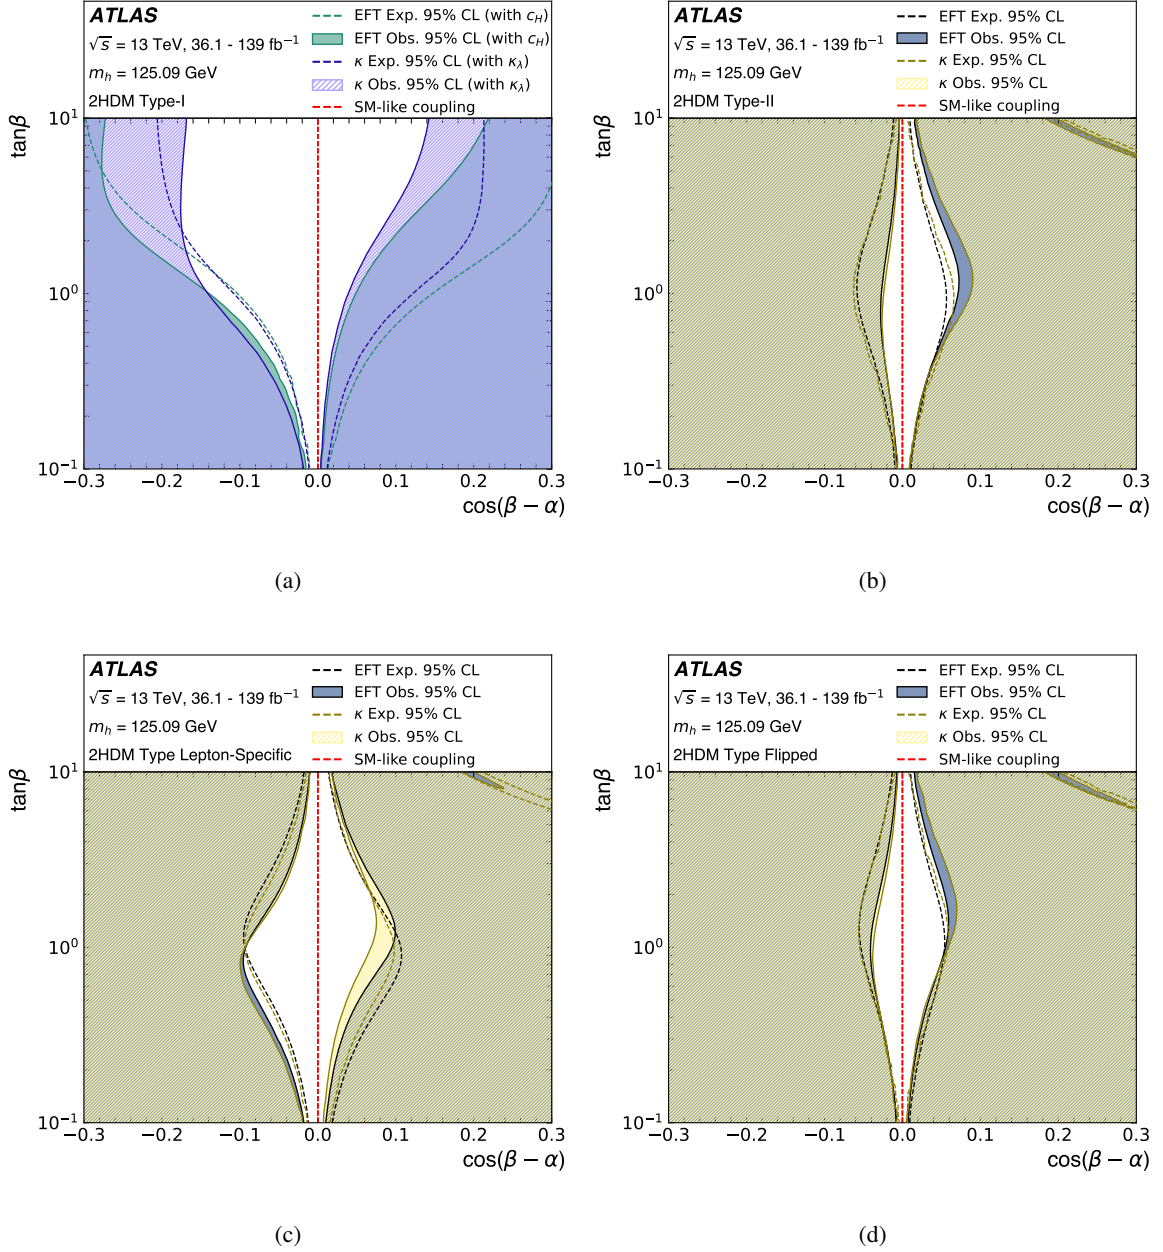 ATLAS
√s = 13 TeV, 36.1 - 139 fb⁻¹
m_h = 125.09 GeV
2HDM Type-I
EFT Exp. 95% CL (with c_H)
EFT Obs. 95% CL (with c_H)
κ Exp. 95% CL (with κ_λ)
κ Obs. 95% CL (with κ_λ)
SM-like coupling
tanβ
10¹
10⁰
10⁻¹
−0.3
−0.2
−0.1
0.0
0.1
0.2
0.3
cos(β − α)
(a)
ATLAS
√s = 13 TeV, 36.1 - 139 fb⁻¹
m_h = 125.09 GeV
2HDM Type-II
EFT Exp. 95% CL
EFT Obs. 95% CL
κ Exp. 95% CL
κ Obs. 95% CL
SM-like coupling
tanβ
10¹
10⁰
10⁻¹
−0.3
−0.2
−0.1
0.0
0.1
0.2
0.3
cos(β − α)
(b)
ATLAS
√s = 13 TeV, 36.1 - 139 fb⁻¹
m_h = 125.09 GeV
2HDM Type Lepton-Specific
EFT Exp. 95% CL
EFT Obs. 95% CL
κ Exp. 95% CL
κ Obs. 95% CL
SM-like coupling
tanβ
10¹
10⁰
10⁻¹
−0.3
−0.2
−0.1
0.0
0.1
0.2
0.3
cos(β − α)
(c)
ATLAS
√s = 13 TeV, 36.1 - 139 fb⁻¹
m_h = 125.09 GeV
2HDM Type Flipped
EFT Exp. 95% CL
EFT Obs. 95% CL
κ Exp. 95% CL
κ Obs. 95% CL
SM-like coupling
tanβ
10¹
10⁰
10⁻¹
−0.3
−0.2
−0.1
0.0
0.1
0.2
0.3
cos(β − α)
(d)